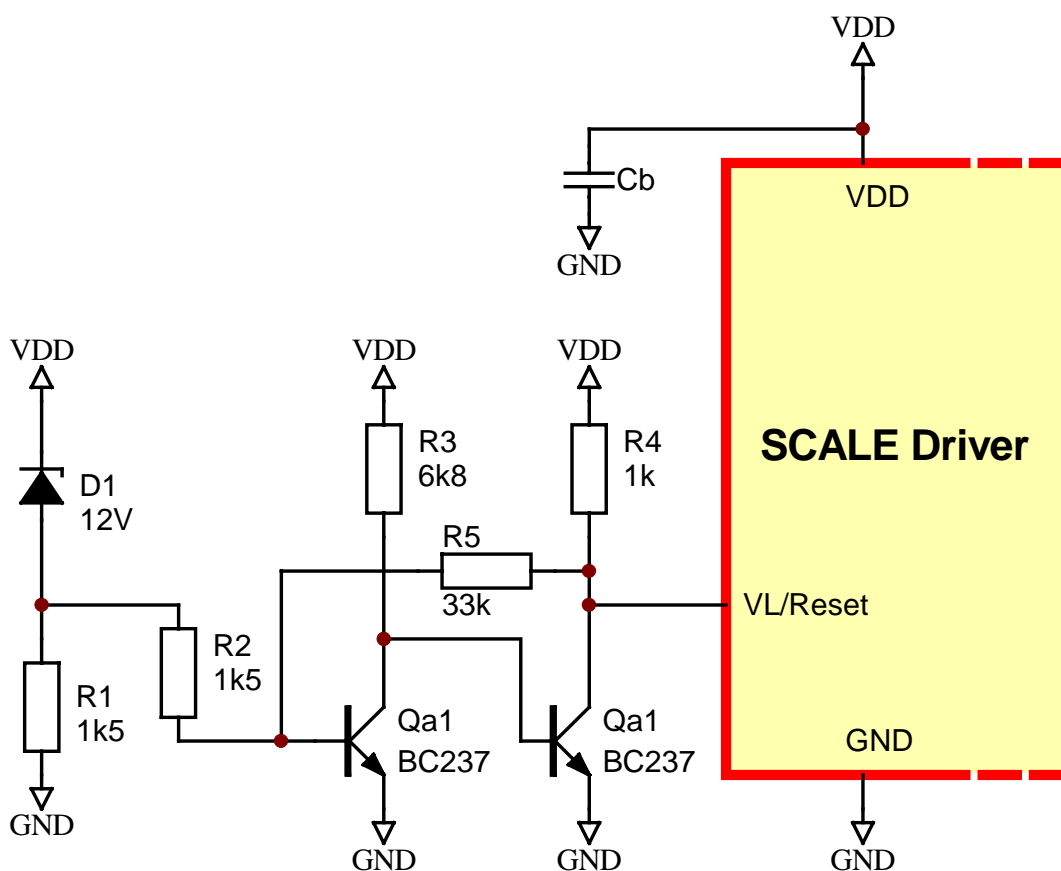 VDD
VDD
Cb
GND
VDD
VDD
VDD
D1
12V
R3
6k8
R4
1k
SCALE Driver
R5
33k
VL/Reset
R2
1k5
R1
1k5
Qa1
BC237
Qa1
BC237
GND
GND
GND
GND
GND